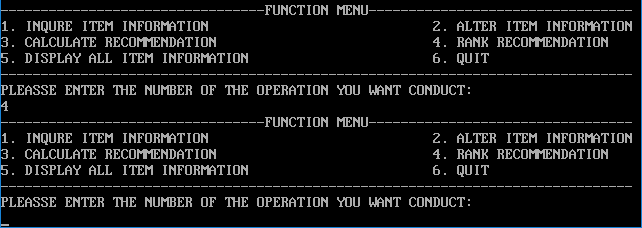 --------------------------------FUNCTION MENU--------------------------------
1. INQURE ITEM INFORMATION 2. ALTER ITEM INFORMATION
3. CALCULATE RECOMMENDATION 4. RANK RECOMMENDATION
5. DISPLAY ALL ITEM INFORMATION 6. QUIT
-----------------------------------------------------------------------------
PLEASSE ENTER THE NUMBER OF THE OPERATION YOU WANT CONDUCT:
4
--------------------------------FUNCTION MENU--------------------------------
1. INQURE ITEM INFORMATION 2. ALTER ITEM INFORMATION
3. CALCULATE RECOMMENDATION 4. RANK RECOMMENDATION
5. DISPLAY ALL ITEM INFORMATION 6. QUIT
-----------------------------------------------------------------------------
PLEASSE ENTER THE NUMBER OF THE OPERATION YOU WANT CONDUCT:
_